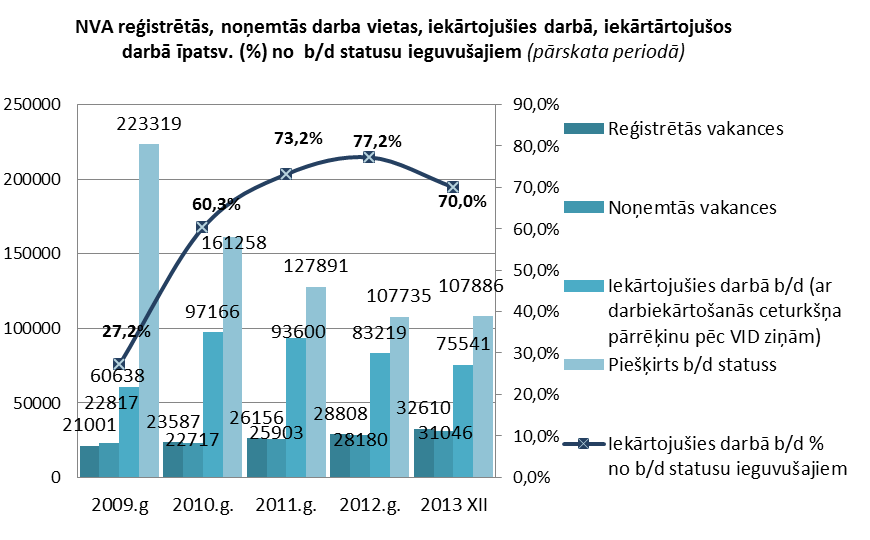 NVA reģistrētās, noņemtās darba vietas, iekārtojušies darbā, iekārtārtojušos
darbā īpatsv. (%) no b/d statusu ieguvušajiem (pārskata periodā)
250000
200000
150000
100000
50000
0
90,0%
80,0%
70,0%
60,0%
50,0%
40,0%
30,0%
20,0%
10,0%
0,0%
223319
161258
127891
107735
107886
27,2%
60,3%
73,2%
77,2%
70,0%
60638
97166
93600
83219
75541
22817
22717
25903
28180
31046
21001
23587
26156
28808
32610
2009.g
2010.g.
2011.g.
2012.g.
2013 XII
Reģistrētās vakances
Noņemtās vakances
Iekārtojušies darbā b/d (ar
darbiekārtošanās ceturkšņa
pārrēķinu pēc VID ziņām)
Piešķirts b/d statuss
Iekārtojušies darbā b/d %
no b/d statusu ieguvušajiem